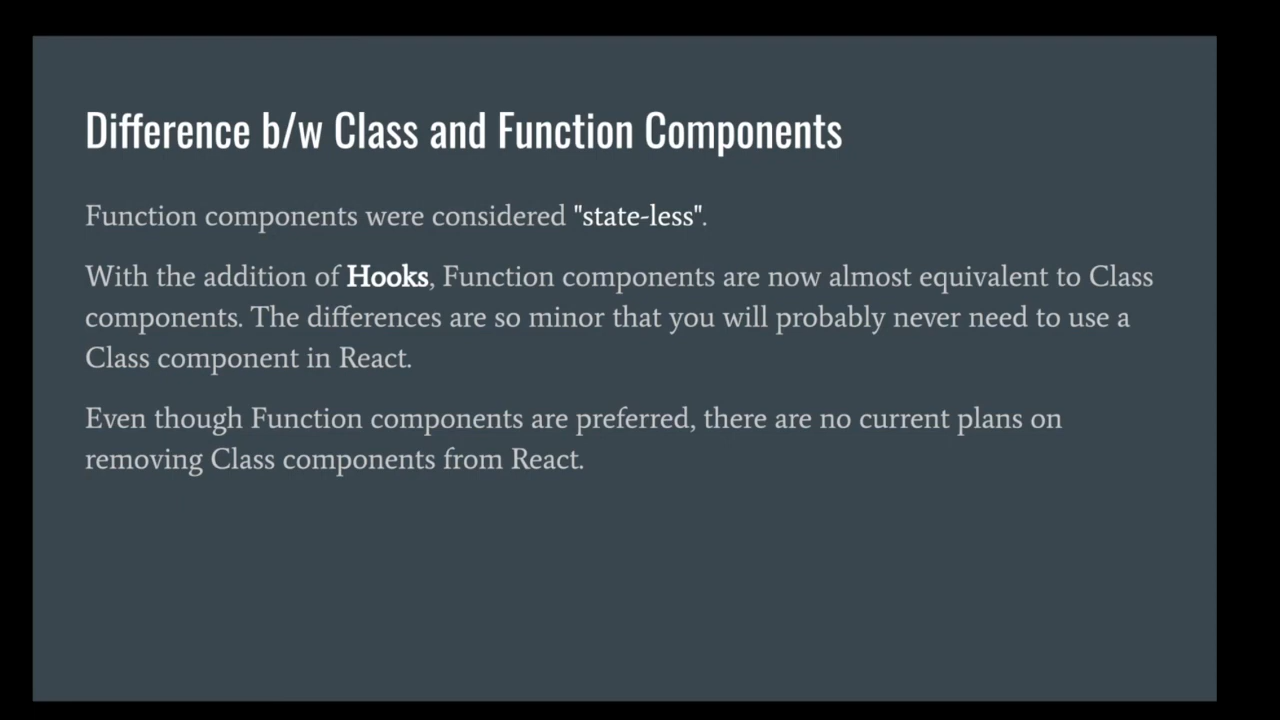 Difference b/w Class and Function Components
Function components were considered "state-less".
With the addition of Hooks, Function components are now almost equivalent to Class
components. The differences are so minor that you will probably never need to use a
Class component in React.
Even though Function components are preferred, there are no current plans on
removing Class components from React.